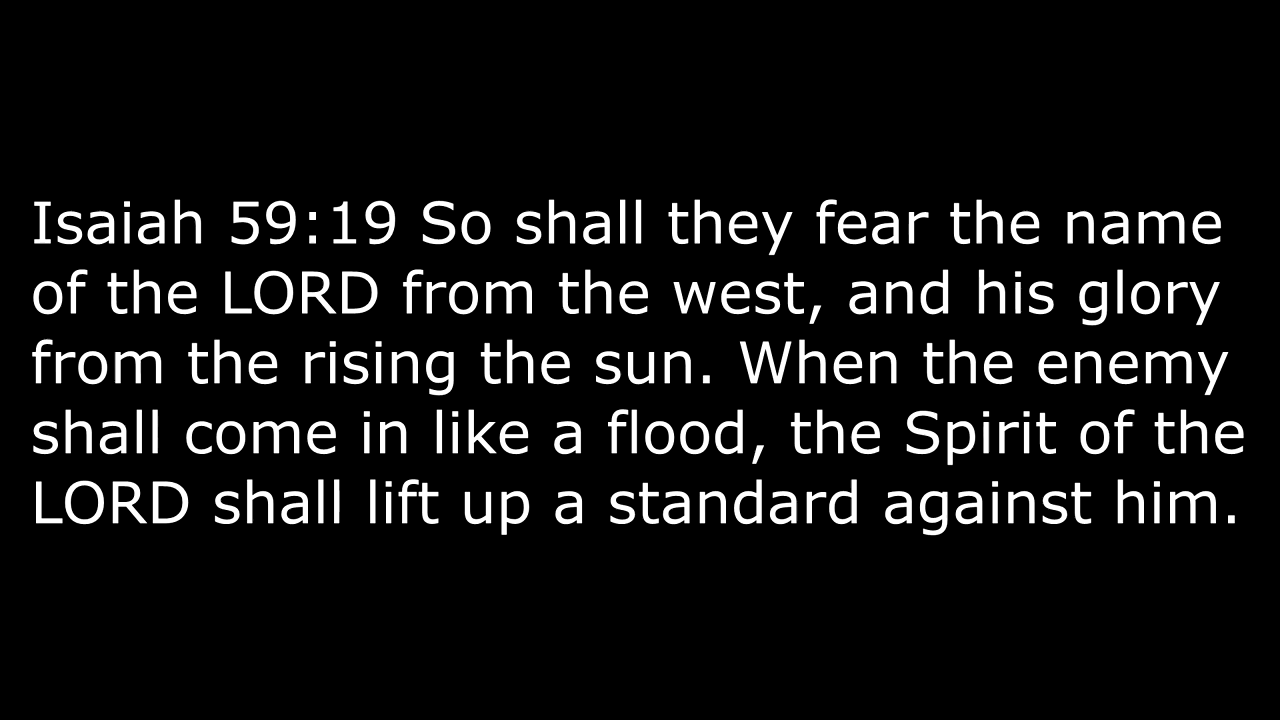 Isaiah 59:19 So shall they fear the name
of the LORD from the west, and his glory
from the rising the sun. When the enemy
shall come in like a flood, the Spirit of the
LORD shall lift up a standard against him.